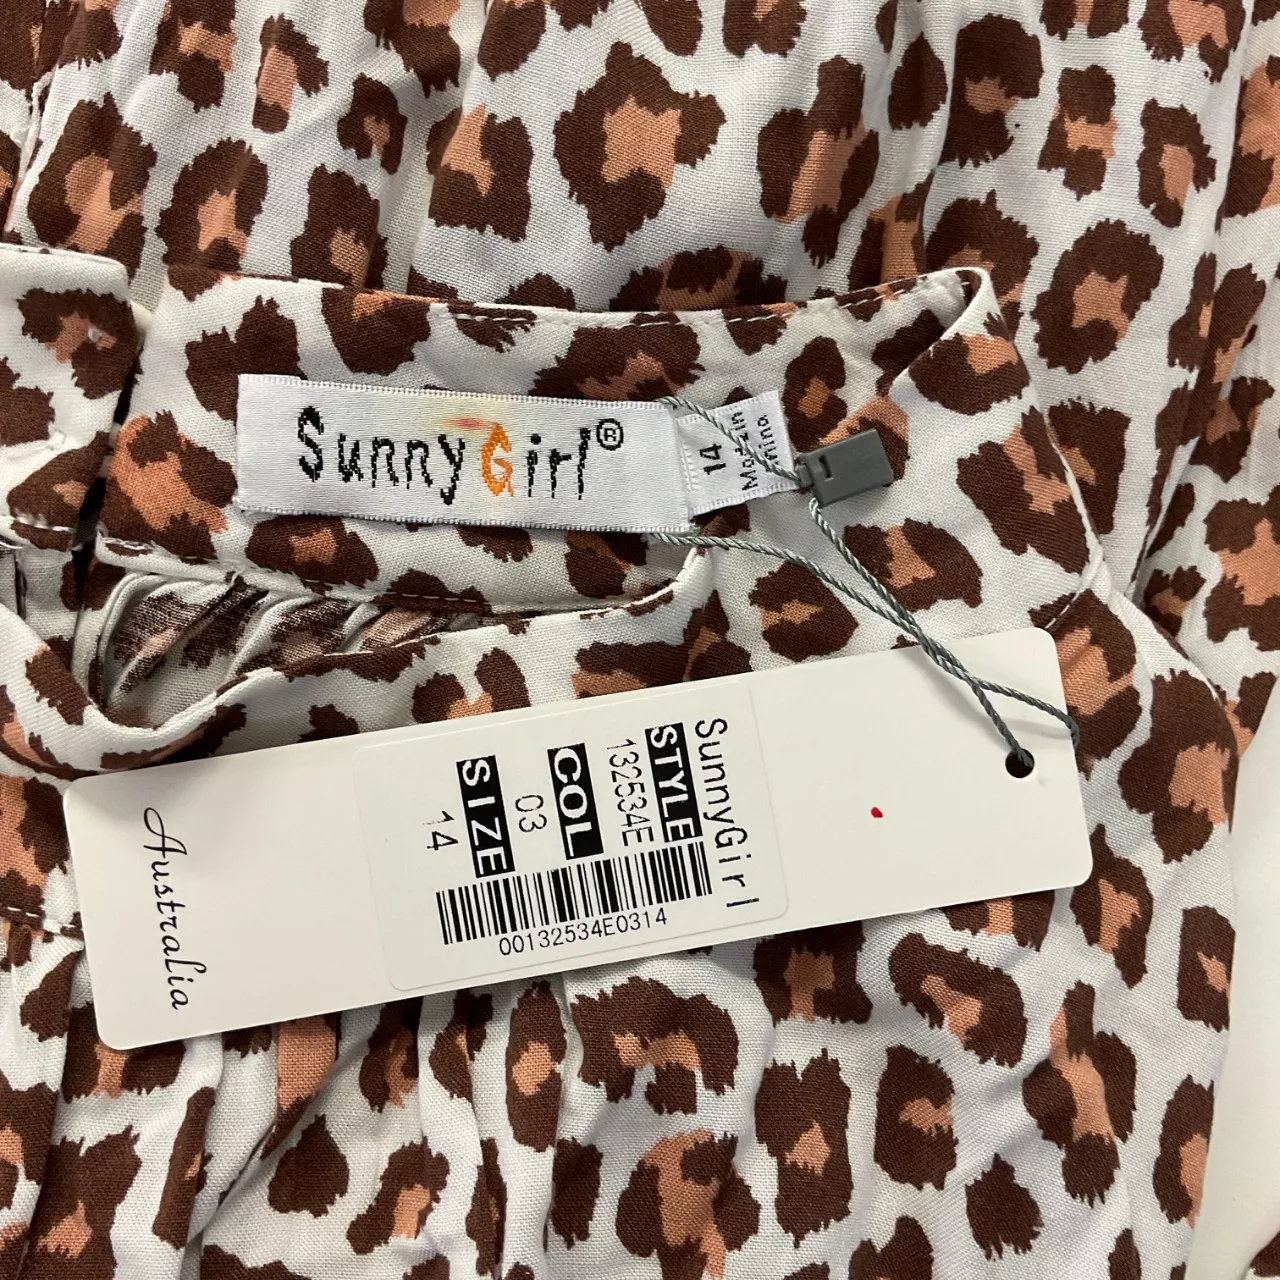 SunnyGirl®
14
Made in
China
SunnyGirl
STYLE
132534E
COL
03
SIZE
14
00132534E0314
Australia